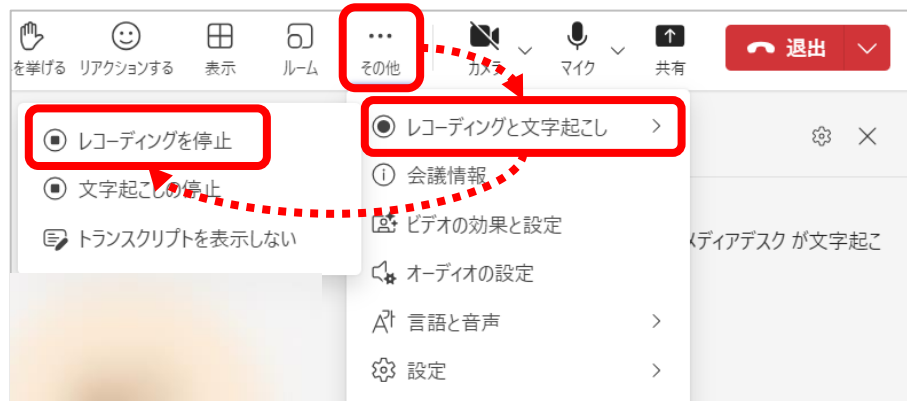 を挙げる リアクションする 表示 ルーム その他 カメラ マイク 共有 退出
レコーディングを停止
文字起こしの停止
トランスクリプトを表示しない
レコーディングと文字起こし
会議情報
ビデオの効果と設定
オーディオの設定
言語と音声
設定
メディアデスク が文字起こ